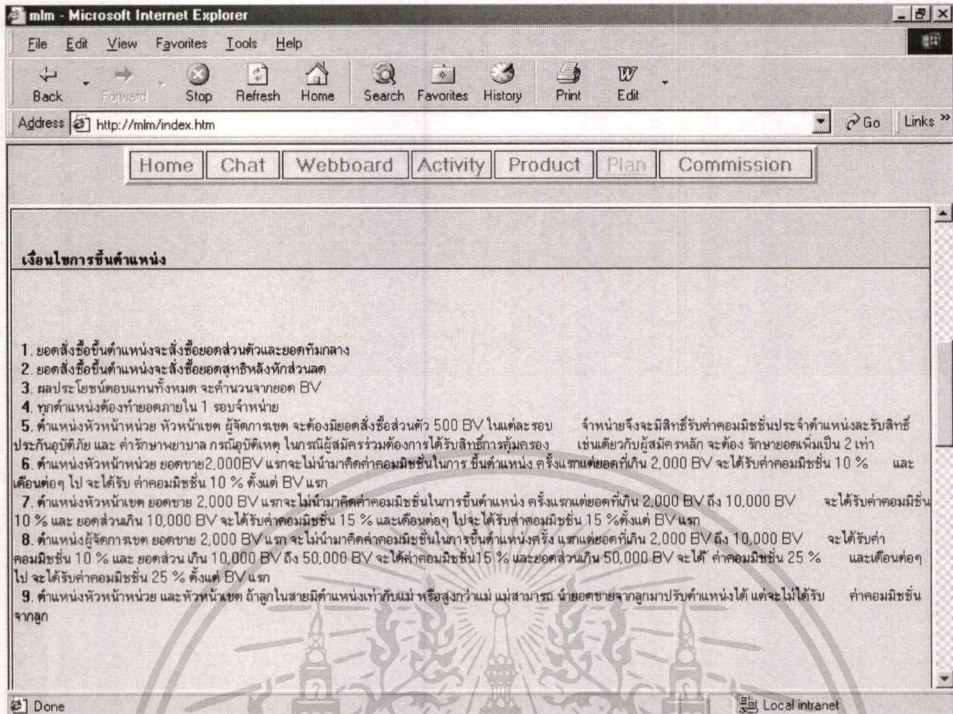 mlm - Microsoft Internet Explorer
File Edit View Favorites Tools Help
Back Forward Stop Refresh Home Search Favorites History Print Edit
Address http://mlm/index.htm Go Links »
Home Chat Webboard Activity Product Plan Commission
เงื่อนไขการขึ้นตำแหน่ง
1. ยอดสั่งซื้อขึ้นตำแหน่งจะสั่งซื้อยอดส่วนตัวและยอดทีมกลาง
2. ยอดสั่งซื้อขึ้นตำแหน่งจะสั่งซื้อยอดสุทธิหลังหักส่วนลด
3. ผลประโยชน์ตอบแทนทั้งหมด จะคำนวนจากยอด BV
4. ทุกตำแหน่งต้องทำยอดภายใน 1 รอบจำหน่าย
5. ตำแหน่งหัวหน้าหน่วย หัวหน้าเขต ผู้จัดการเขต จะต้องมียอดสั่งซื้อส่วนตัว 500 BV ในแต่ละรอบ จำหน่ายจึงจะมีสิทธิ์รับค่าคอมมิชชั่นประจำตำแหน่งละรับสิทธิ์
ประกันอุบัติภัย และ ค่ารักษาพยาบาล กรณีอุบัติเหตุ ในกรณีผู้สมัครร่วมต้องการได้รับสิทธิ์การคุ้มครอง เช่นเดียวกับผู้สมัครหลัก จะต้อง รักษายอดเพิ่มเป็น 2 เท่า
6. ตำแหน่งหัวหน้าหน่วย ยอดขาย2,000BV แรกจะไม่นำมาคิดค่าคอมมิชชั่นในการ ขึ้นตำแหน่ง ครั้งแรกแต่ยอดที่เกิน 2,000 BV จะได้รับค่าคอมมิชชั่น 10 % และ
เดือนต่อๆ ไป จะได้รับ ค่าคอมมิชชั่น 10 % ตั้งแต่ BV แรก
7. ตำแหน่งหัวหน้าเขต ยอดขาย 2,000 BV แรกจะไม่นำมาคิดค่าคอมมิชชั่นในการขึ้นตำแหน่ง ครั้งแรกแต่ยอดที่เกิน 2,000 BV ถึง 10,000 BV จะได้รับค่าคอมมิชั่น
10 % และ ยอดส่วนเกิน 10,000 BV จะได้รับค่าคอมมิชชั่น 15 % และเดือนต่อๆ ไปจะได้รับค่าคอมมิชชั่น 15 %ตั้งแต่ BV แรก
8. ตำแหน่งผู้จัดการเขต ยอดขาย 2,000 BV แรก จะไม่นำมาคิดค่าคอมมิชชั่นในการขึ้นตำแหน่งครั้ง แรกแต่ยอดที่เกิน 2,000 BV ถึง 10,000 BV จะได้รับค่า
คอมมิชชั่น 10 % และ ยอดส่วน เกิน 10,000 BV ถึง 50,000 BV จะได้ค่าคอมมิชชั่น15 % และยอดส่วนเกิน 50,000 BV จะได้ ค่าคอมมิชชั่น 25 % และเดือนต่อๆ
ไป จะได้รับค่าคอมมิชชั่น 25 % ตั้งแต่ BV แรก
9. ตำแหน่งหัวหน้าหน่วย และหัวหน้าเขต ถ้าลูกในสายมีตำแหน่งเท่ากับแม่ หรือสูงกว่าแม่ แม่สามารถ นำยอดขายจากลูกมาปรับตำแหน่งได้ แต่จะไม่ได้รับ ค่าคอมมิชชั่น
จากลูก
Done Local intranet